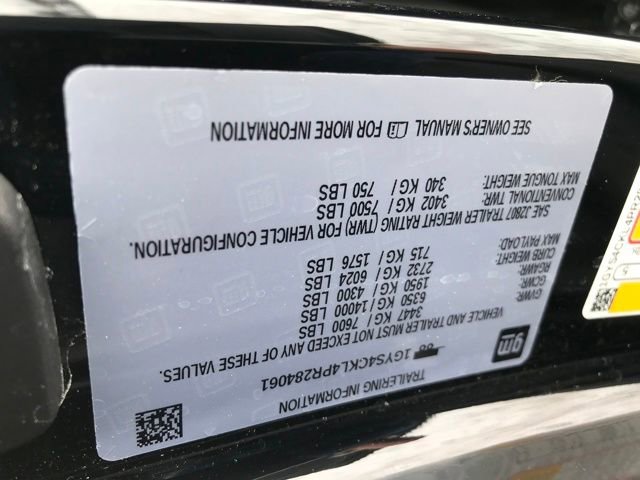 TRAILERING INFORMATION
gm
1GYS4CKL4PR284061
VEHICLE AND TRAILER MUST NOT EXCEED ANY OF THESE VALUES.
GVWR: 3447 KG/ 7600 LBS
GCWR: 6350 KG/14000 LBS
RGAWR: 1950 KG/ 4300 LBS
CURB WEIGHT: 2732 KG/ 6024 LBS
MAX PAYLOAD: 715 KG/ 1576 LBS
SAE J2807 TRAILER WEIGHT RATING (TWR) FOR VEHICLE CONFIGURATION.
CONVENTIONAL TWR: 3402 KG/ 7500 LBS
MAX TONGUE WEIGHT: 340 KG/ 750 LBS
SEE OWNER'S MANUAL FOR MORE INFORMATION